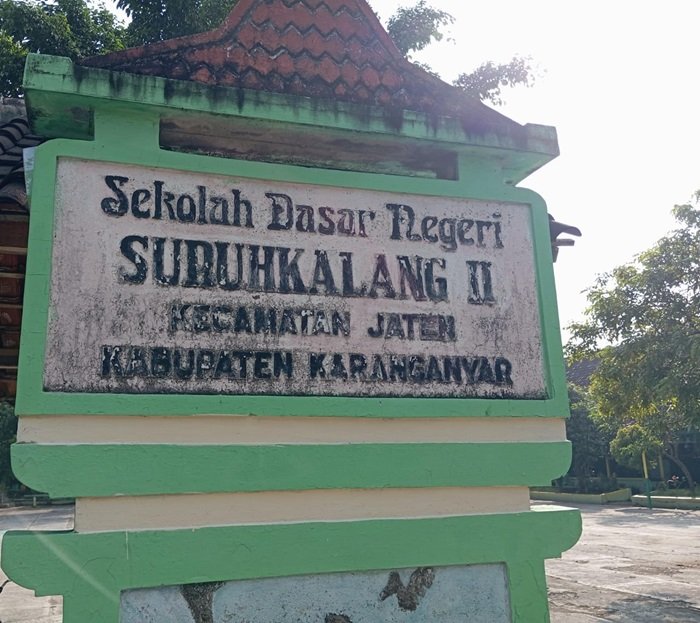 Sekolah Dasar Negeri
SURUHKALANG II
KECAMATAN JATEN
KABUPATEN KARANGANYAR